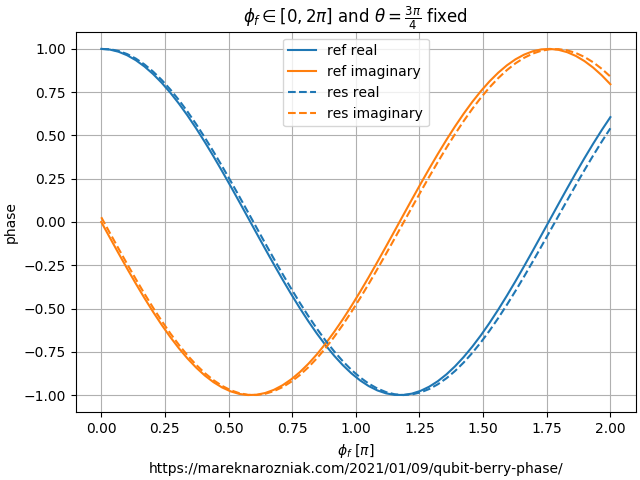 ϕ_f ∈ [0, 2π] and θ = 3π/4 fixed
ref real
ref imaginary
res real
res imaginary
phase
1.00
0.75
0.50
0.25
0.00
−0.25
−0.50
−0.75
−1.00
0.00 0.25 0.50 0.75 1.00 1.25 1.50 1.75 2.00
ϕ_f [π]
https://mareknarozniak.com/2021/01/09/qubit-berry-phase/